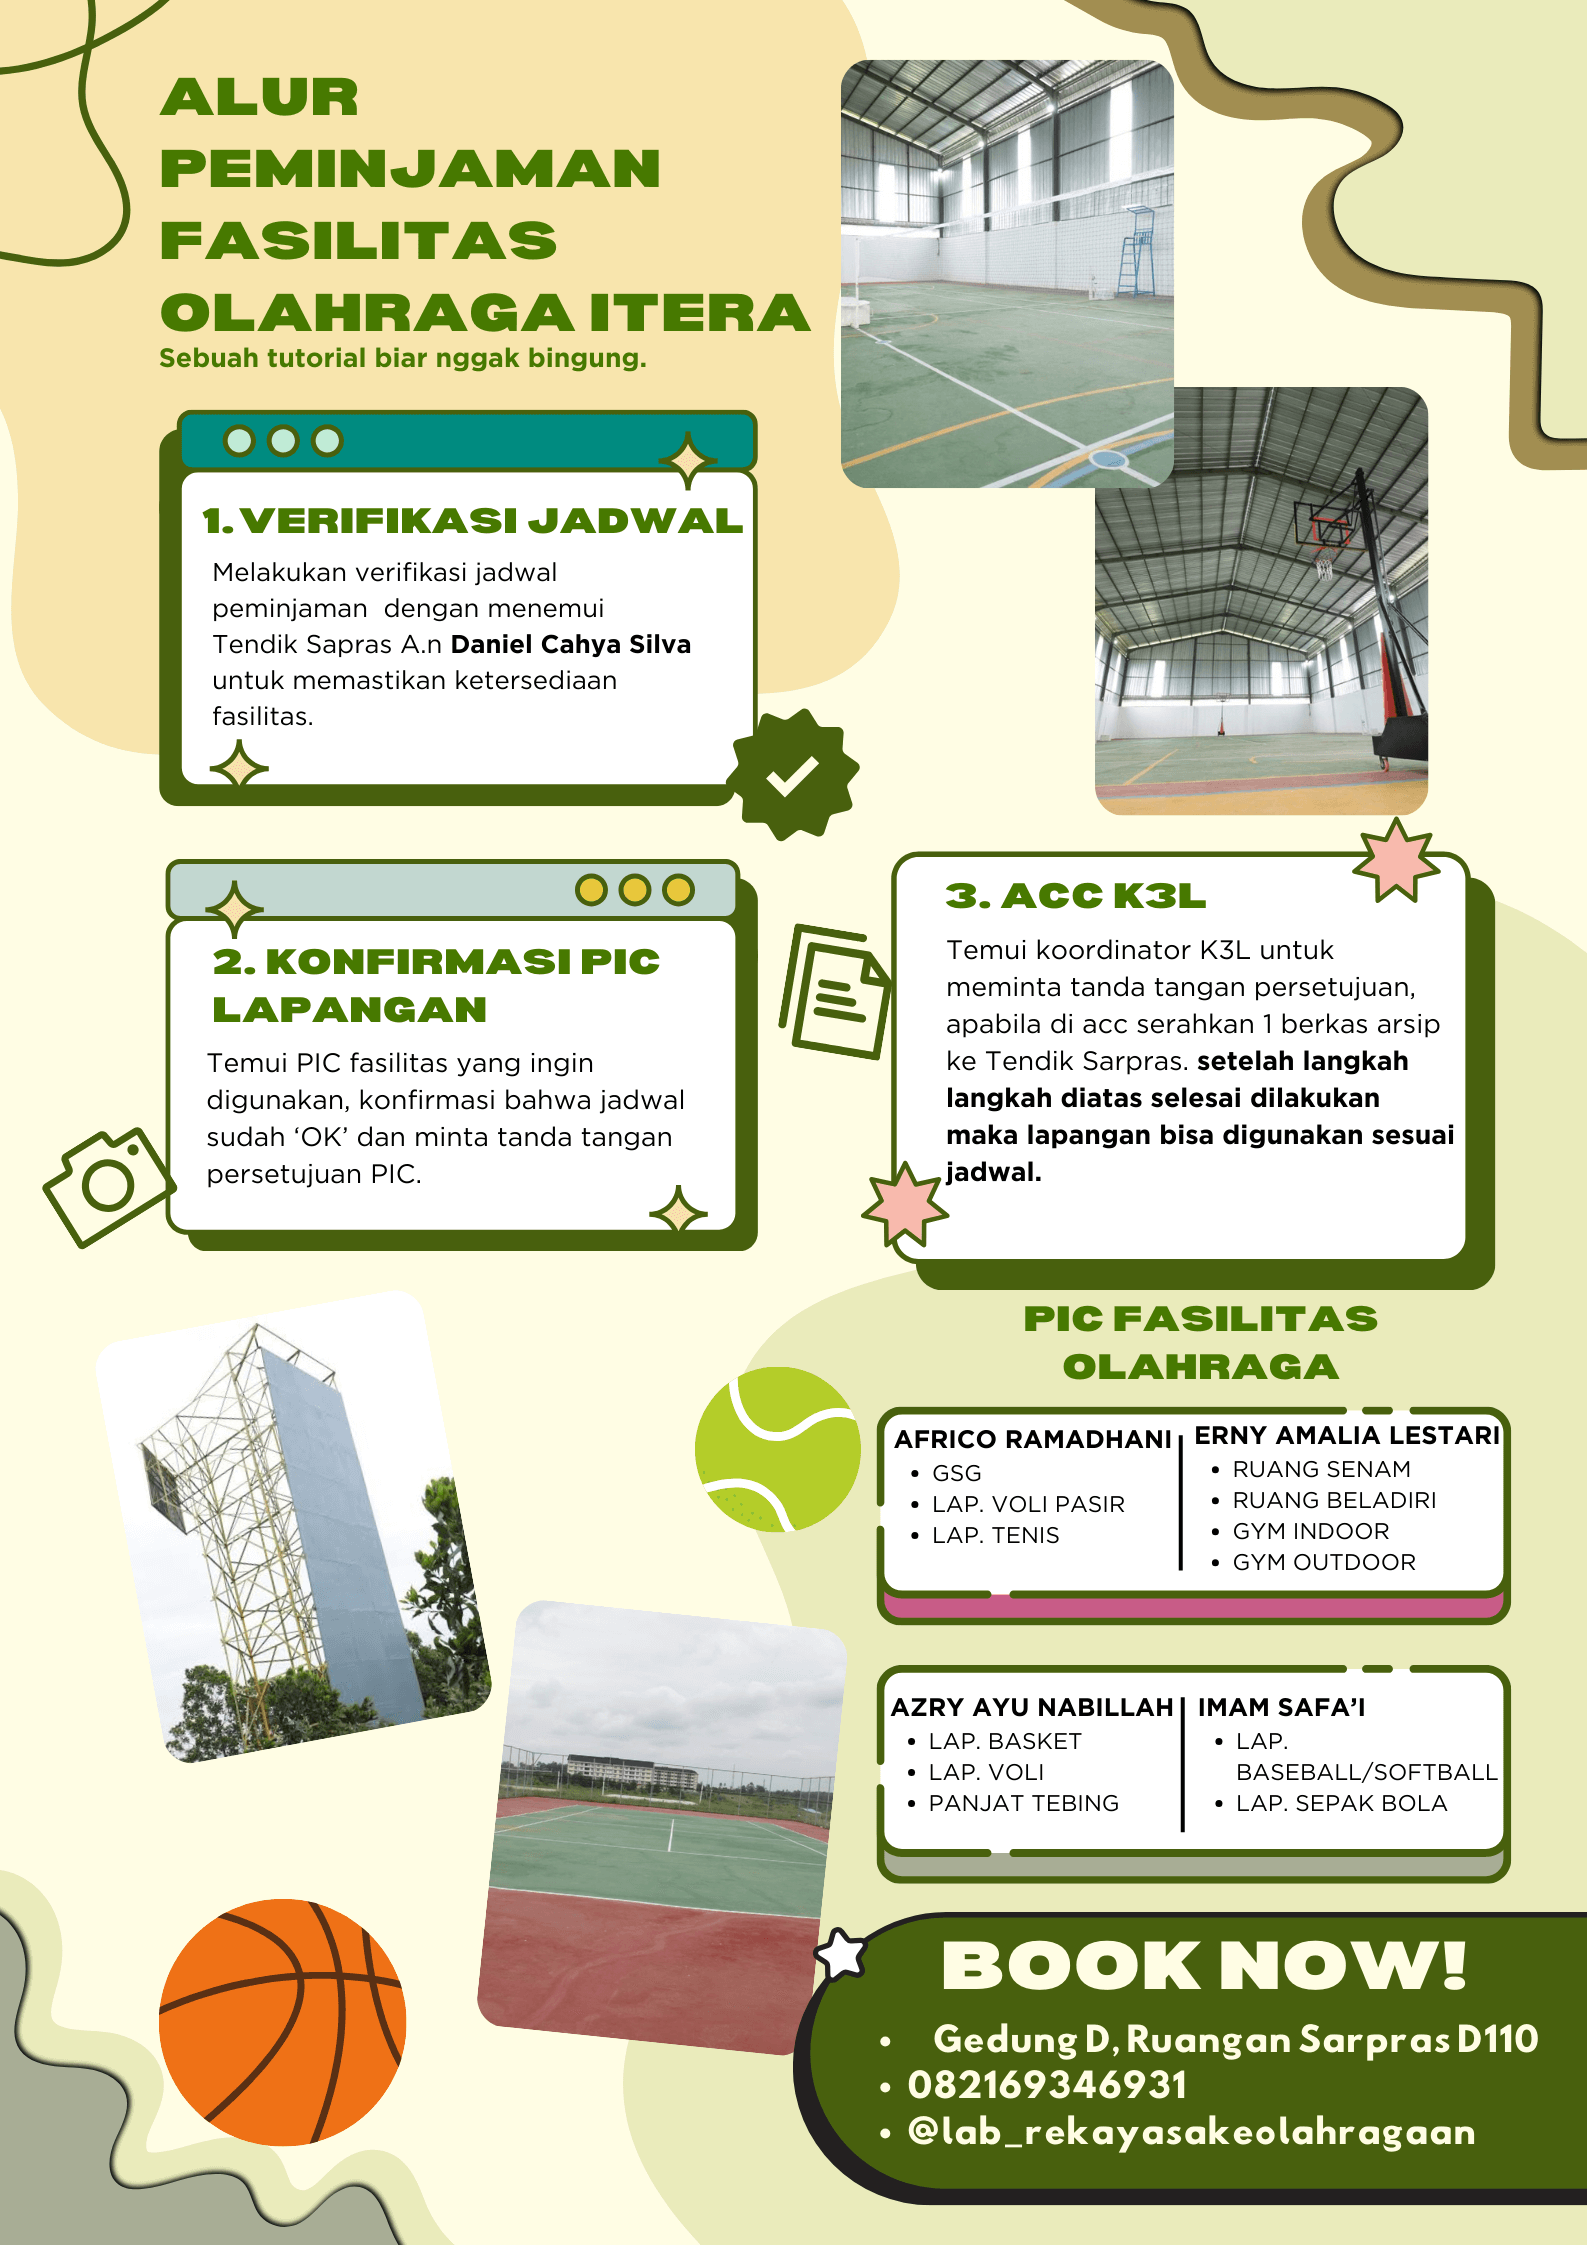 ALUR
PEMINJAMAN
FASILITAS
OLAHRAGA ITERA
Sebuah tutorial biar nggak bingung.
1. VERIFIKASI JADWAL
Melakukan verifikasi jadwal
peminjaman  dengan menemui
Tendik Sapras A.n Daniel Cahya Silva
untuk memastikan ketersediaan
fasilitas.
2. KONFIRMASI PIC
LAPANGAN
Temui PIC fasilitas yang ingin
digunakan, konfirmasi bahwa jadwal
sudah ‘OK’ dan minta tanda tangan
persetujuan PIC.
3. ACC K3L
Temui koordinator K3L untuk
meminta tanda tangan persetujuan,
apabila di acc serahkan 1 berkas arsip
ke Tendik Sarpras. setelah langkah
langkah diatas selesai dilakukan
maka lapangan bisa digunakan sesuai
jadwal.
PIC FASILITAS
OLAHRAGA
AFRICO RAMADHANI
• GSG
• LAP. VOLI PASIR
• LAP. TENIS
ERNY AMALIA LESTARI
• RUANG SENAM
• RUANG BELADIRI
• GYM INDOOR
• GYM OUTDOOR
AZRY AYU NABILLAH
• LAP. BASKET
• LAP. VOLI
• PANJAT TEBING
IMAM SAFA’I
• LAP.
BASEBALL/SOFTBALL
• LAP. SEPAK BOLA
BOOK NOW!
• Gedung D, Ruangan Sarpras D110
• 082169346931
• @lab_rekayasakeolahragaan